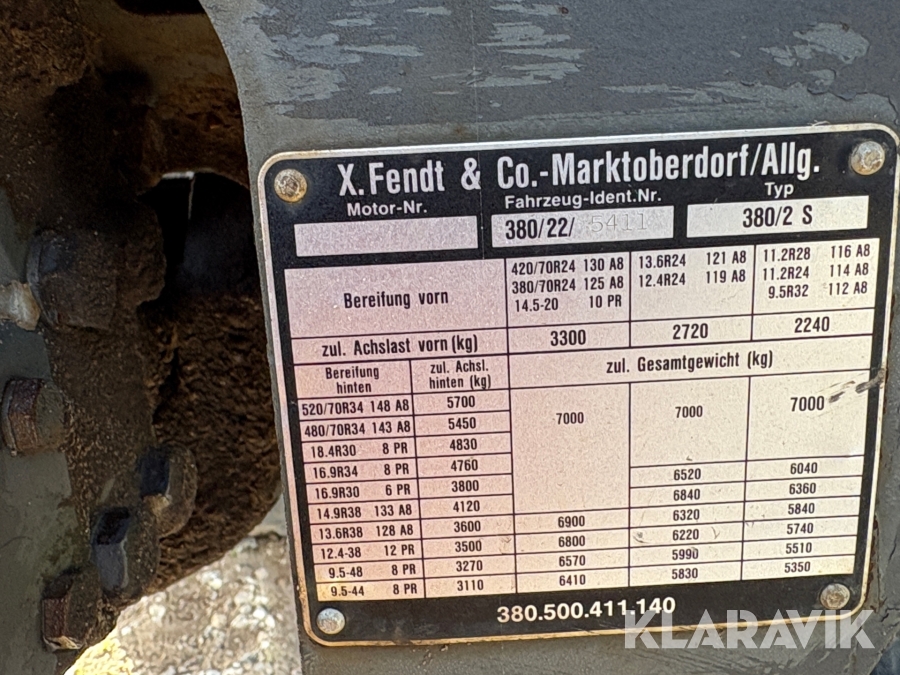 X.Fendt & Co.-Marktoberdorf/Allg.
Motor-Nr. Fahrzeug-Ident.Nr. Typ
380/22/ 5411 380/2 S
Bereifung vorn 420/70R24 130 A8 13.6R24 121 A8 11.2R28 116 A8
380/70R24 125 A8 12.4R24 119 A8 11.2R24 114 A8
14.5-20 10 PR 9.5R32 112 A8
zul. Achslast vorn (kg) 3300 2720 2240
Bereifung hinten zul. Achsl. hinten (kg) zul. Gesamtgewicht (kg)
520/70R34 148 A8 5700 7000 7000 7000
480/70R34 143 A8 5450
18.4R30 8 PR 4830
16.9R34 8 PR 4760 6520 6040
16.9R30 6 PR 3800 6840 6360
14.9R38 133 A8 4120 6320 5840
13.6R38 128 A8 3600 6900 6220 5740
12.4-38 12 PR 3500 6800 5990 5510
9.5-48 8 PR 3270 6570 5830 5350
9.5-44 8 PR 3110 6410
380.500.411.140
KLARAVIK